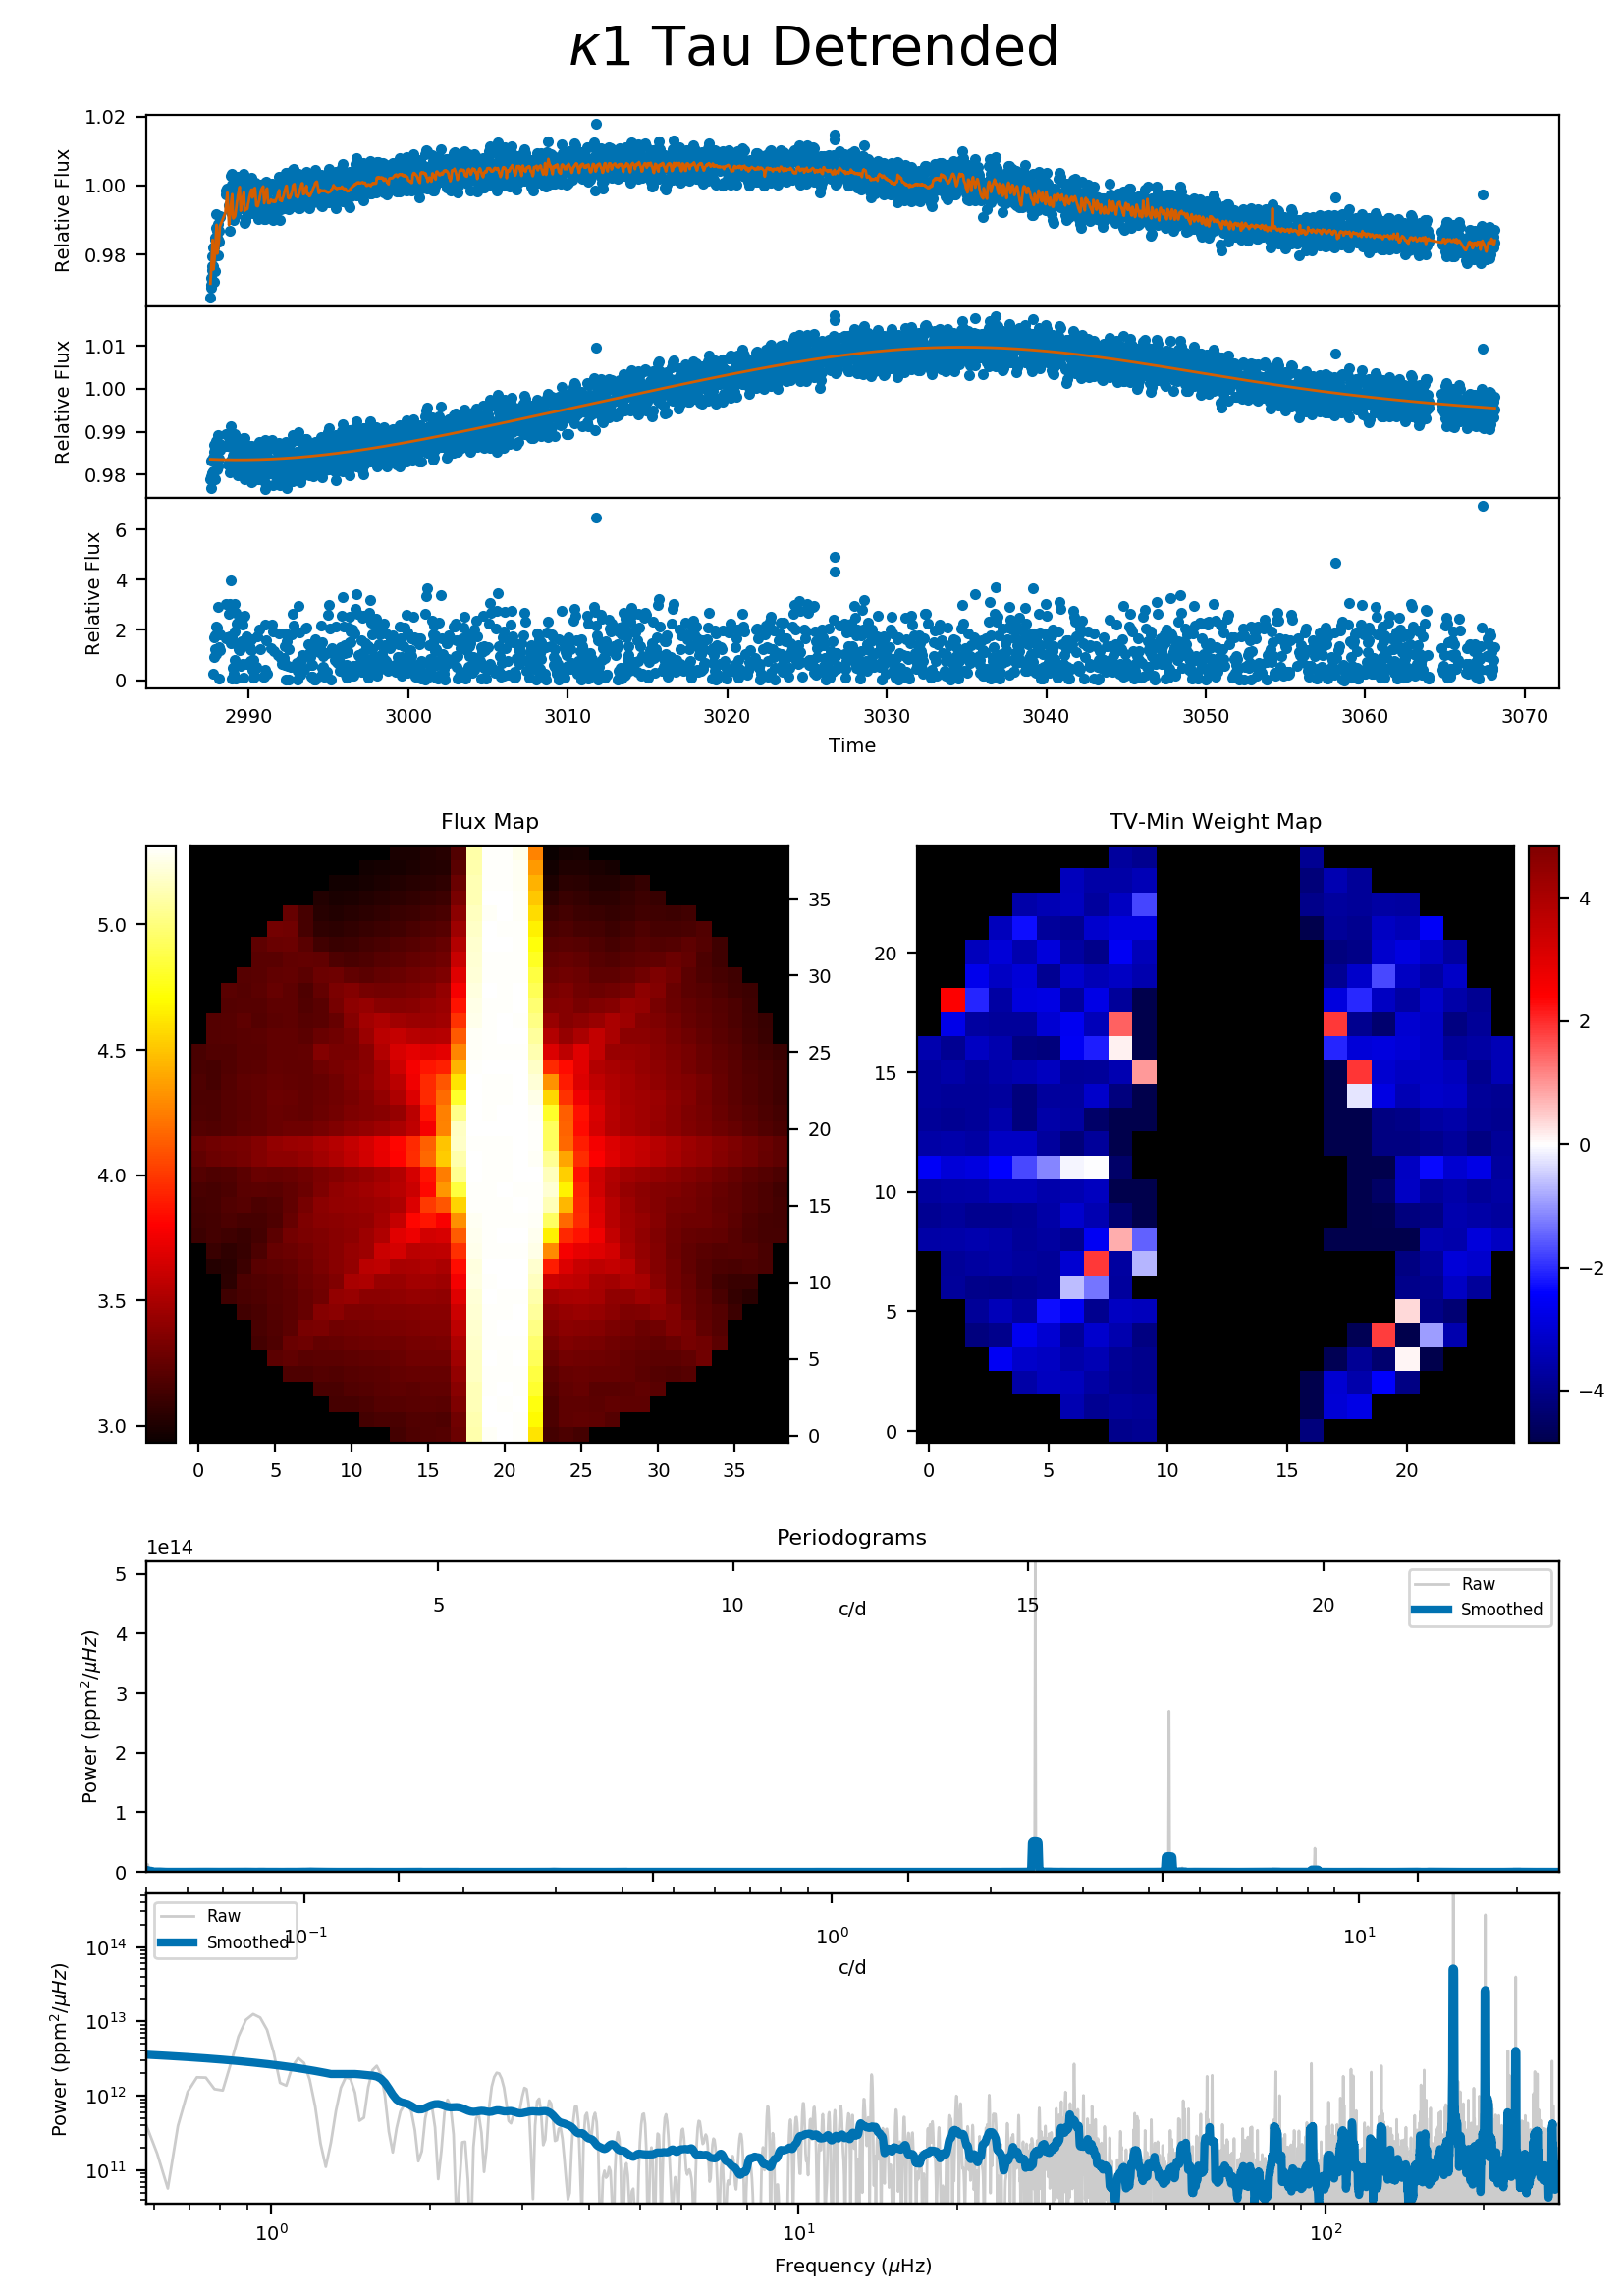 κ1 Tau Detrended
1.02
1.00
0.98
Relative Flux
1.01
1.00
0.99
0.98
Relative Flux
6
4
2
0
Relative Flux
2990 3000 3010 3020 3030 3040 3050 3060 3070
Time
Flux Map
5.0
4.5
4.0
3.5
3.0
35
30
25
20
15
10
5
0
0 5 10 15 20 25 30 35
TV-Min Weight Map
20
15
10
5
0
4
2
0
−2
−4
0 5 10 15 20
Periodograms
1e14
5
4
3
2
1
0
Power (ppm²/μHz)
5 10 15 20
c/d
Raw
Smoothed
Raw
Smoothed
10⁻¹ 10⁰ 10¹
c/d
10¹⁴
10¹³
10¹²
10¹¹
Power (ppm²/μHz)
10⁰ 10¹ 10²
Frequency (μHz)